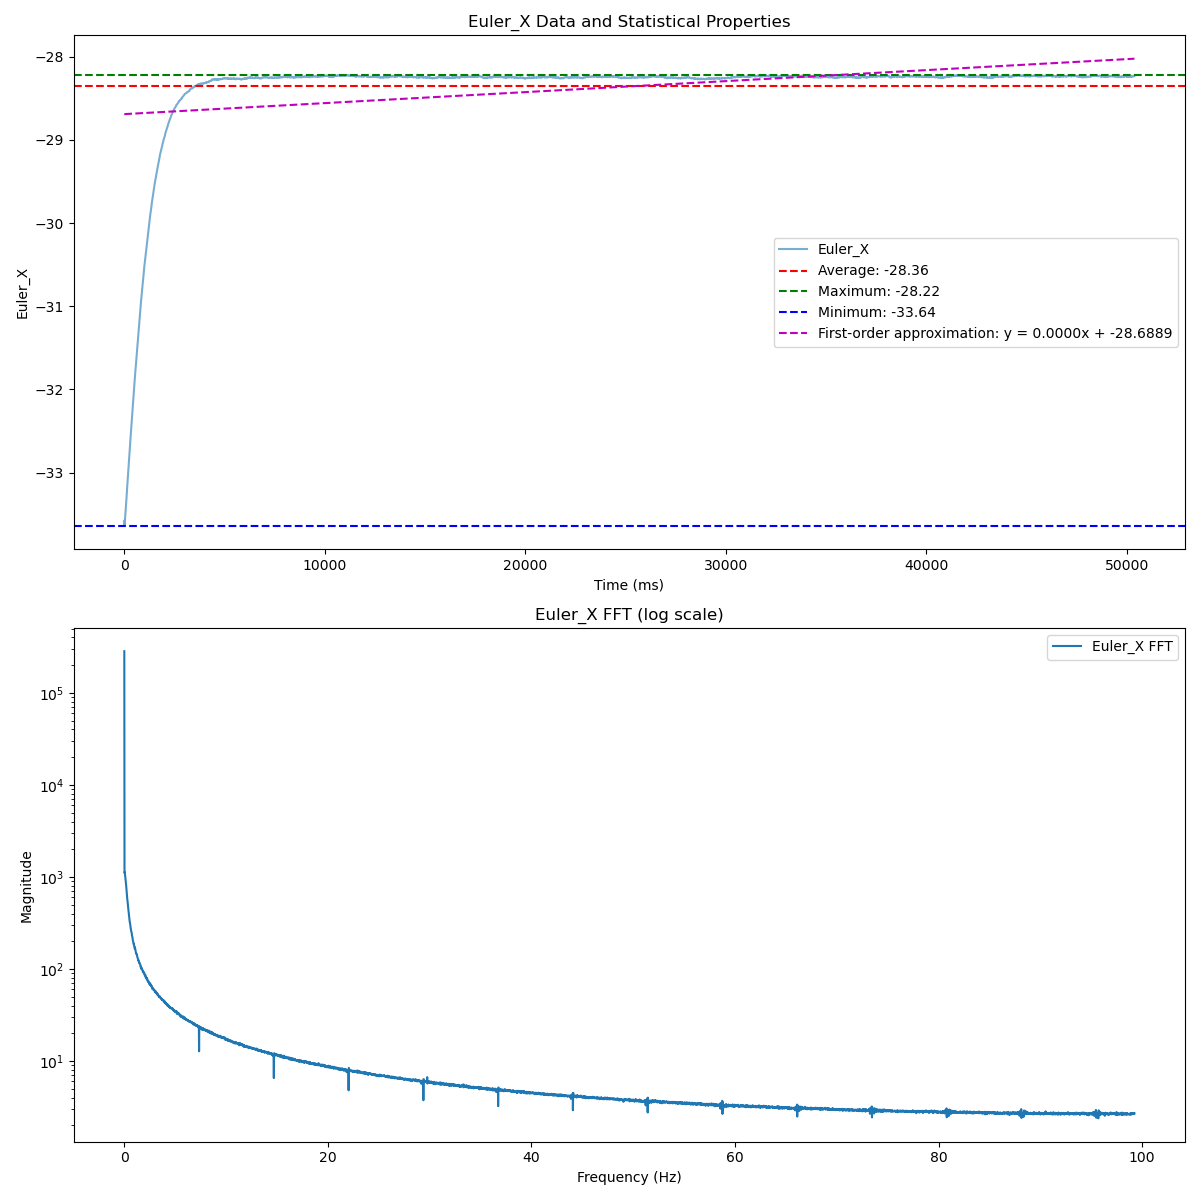 Euler_X Data and Statistical Properties
−28
−29
−30
−31
−32
−33
Euler_X
Euler_X
Average: -28.36
Maximum: -28.22
Minimum: -33.64
First-order approximation: y = 0.0000x + -28.6889
0 10000 20000 30000 40000 50000
Time (ms)
Euler_X FFT (log scale)
Euler_X FFT
10^5
10^4
10^3
10^2
10^1
Magnitude
0 20 40 60 80 100
Frequency (Hz)